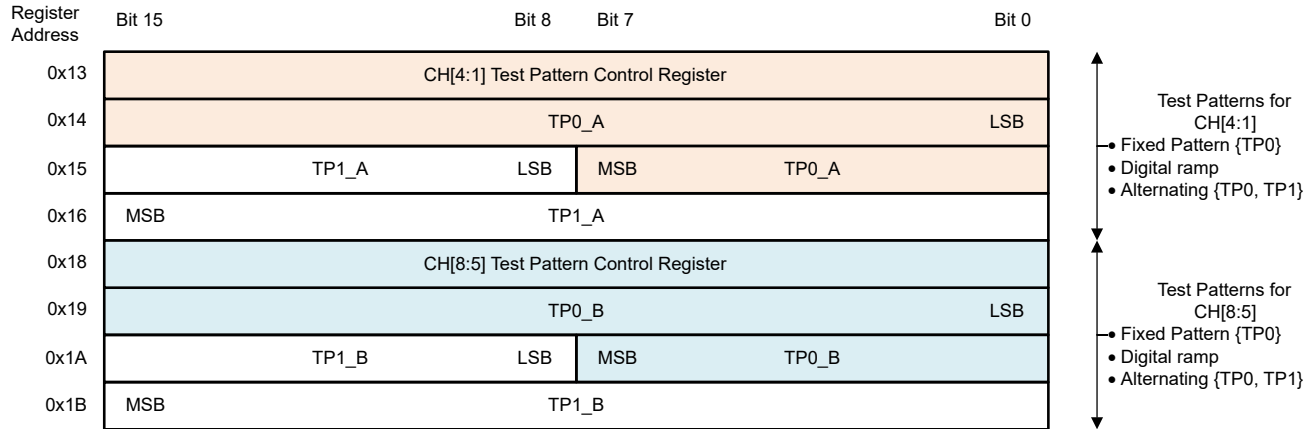 Register Address Bit 15 Bit 8 Bit 7 Bit 0
0x13 CH[4:1] Test Pattern Control Register
0x14 TP0_A LSB
0x15 TP1_A LSB MSB TP0_A
0x16 MSB TP1_A
Test Patterns for
CH[4:1]
• Fixed Pattern {TP0}
• Digital ramp
• Alternating {TP0, TP1}
0x18 CH[8:5] Test Pattern Control Register
0x19 TP0_B LSB
0x1A TP1_B LSB MSB TP0_B
0x1B MSB TP1_B
Test Patterns for
CH[8:5]
• Fixed Pattern {TP0}
• Digital ramp
• Alternating {TP0, TP1}